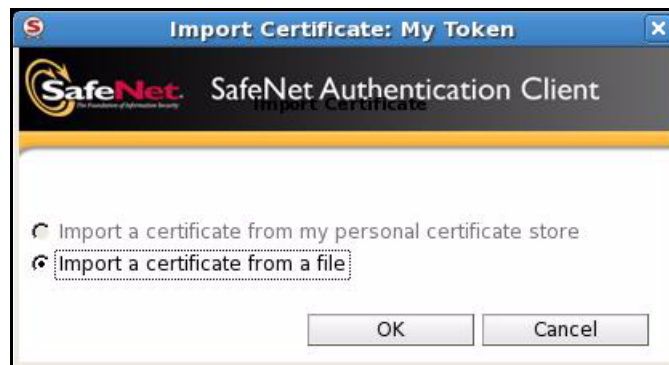 Import Certificate: My Token
SafeNet.
The Foundation of Information Security
SafeNet Authentication Client
Import Certificate
Import a certificate from my personal certificate store
Import a certificate from a file
OK
Cancel